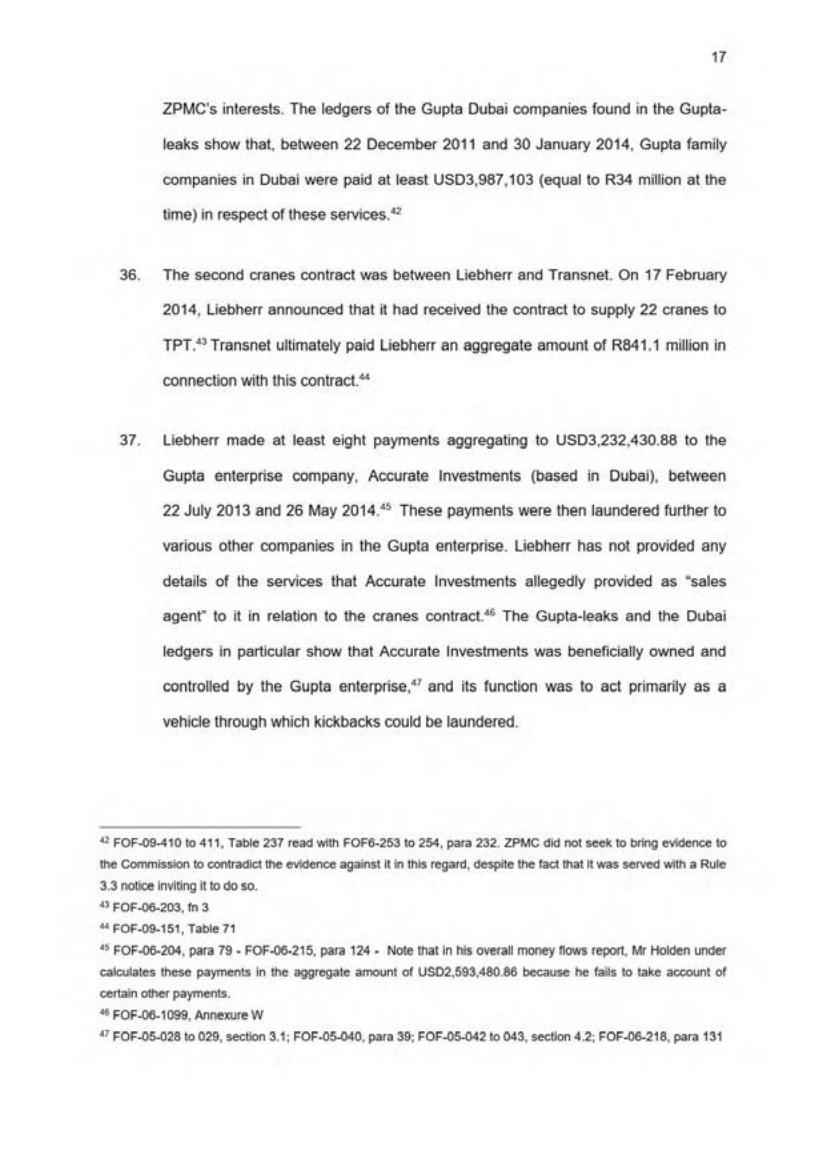 17
ZPMC's interests. The ledgers of the Gupta Dubai companies found in the Gupta-
leaks show that, between 22 December 2011 and 30 January 2014, Gupta family
companies in Dubai were paid at least USD3,987,103 (equal to R34 million at the
time) in respect of these services.42
36. The second cranes contract was between Liebherr and Transnet. On 17 February
2014, Liebherr announced that it had received the contract to supply 22 cranes to
TPT.43 Transnet ultimately paid Liebherr an aggregate amount of R841.1 million in
connection with this contract.44
37. Liebherr made at least eight payments aggregating to USD3,232,430.88 to the
Gupta enterprise company, Accurate Investments (based in Dubai), between
22 July 2013 and 26 May 2014.45 These payments were then laundered further to
various other companies in the Gupta enterprise. Liebherr has not provided any
details of the services that Accurate Investments allegedly provided as “sales
agent” to it in relation to the cranes contract.46 The Gupta-leaks and the Dubai
ledgers in particular show that Accurate Investments was beneficially owned and
controlled by the Gupta enterprise,47 and its function was to act primarily as a
vehicle through which kickbacks could be laundered.
42 FOF-09-410 to 411, Table 237 read with FOF6-253 to 254, para 232. ZPMC did not seek to bring evidence to
the Commission to contradict the evidence against it in this regard, despite the fact that it was served with a Rule
3.3 notice inviting it to do so.
43 FOF-06-203, fn 3
44 FOF-09-151, Table 71
45 FOF-06-204, para 79 - FOF-06-215, para 124 - Note that in his overall money flows report, Mr Holden under
calculates these payments in the aggregate amount of USD2,593,480.86 because he fails to take account of
certain other payments.
46 FOF-06-1099, Annexure W
47 FOF-05-028 to 029, section 3.1; FOF-05-040, para 39; FOF-05-042 to 043, section 4.2; FOF-06-218, para 131